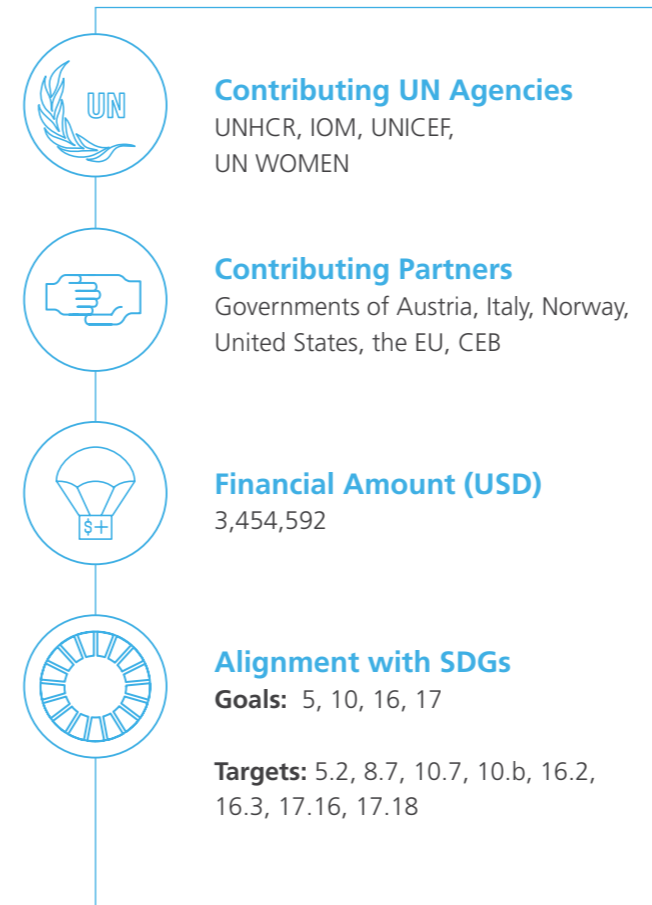 UN
Contributing UN Agencies
UNHCR, IOM, UNICEF,
UN WOMEN
Contributing Partners
Governments of Austria, Italy, Norway,
United States, the EU, CEB
$+
Financial Amount (USD)
3,454,592
Alignment with SDGs
Goals: 5, 10, 16, 17
Targets: 5.2, 8.7, 10.7, 10.b, 16.2,
16.3, 17.16, 17.18